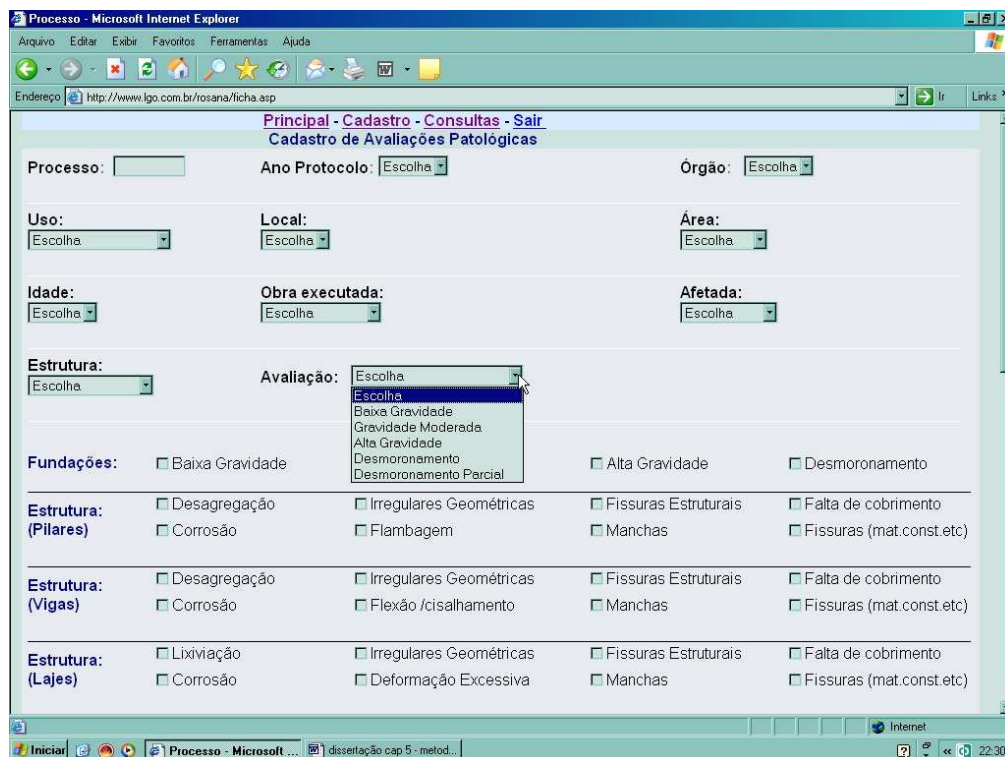 Processo - Microsoft Internet Explorer
Arquivo Editar Exibir Favoritos Ferramentas Ajuda
Endereço http://www.lgo.com.br/rosana/ficha.asp Ir Links
Principal - Cadastro - Consultas - Sair
Cadastro de Avaliações Patológicas
Processo: Ano Protocolo: Escolha Órgão: Escolha
Uso: Local: Área:
Escolha Escolha Escolha
Idade: Obra executada: Afetada:
Escolha Escolha Escolha
Estrutura: Avaliação: Escolha
Escolha
Escolha
Baixa Gravidade
Gravidade Moderada
Alta Gravidade
Desmoronamento
Desmoronamento Parcial
Fundações: Baixa Gravidade Alta Gravidade Desmoronamento
Estrutura: Desagregação Irregulares Geométricas Fissuras Estruturais Falta de cobrimento
(Pilares) Corrosão Flambagem Manchas Fissuras (mat.const.etc)
Estrutura: Desagregação Irregulares Geométricas Fissuras Estruturais Falta de cobrimento
(Vigas) Corrosão Flexão /cisalhamento Manchas Fissuras (mat.const.etc)
Estrutura: Lixiviação Irregulares Geométricas Fissuras Estruturais Falta de cobrimento
(Lajes) Corrosão Deformação Excessiva Manchas Fissuras (mat.const.etc)
Internet
Iniciar Processo - Microsoft ... dissertação cap 5 - metod... 22:30